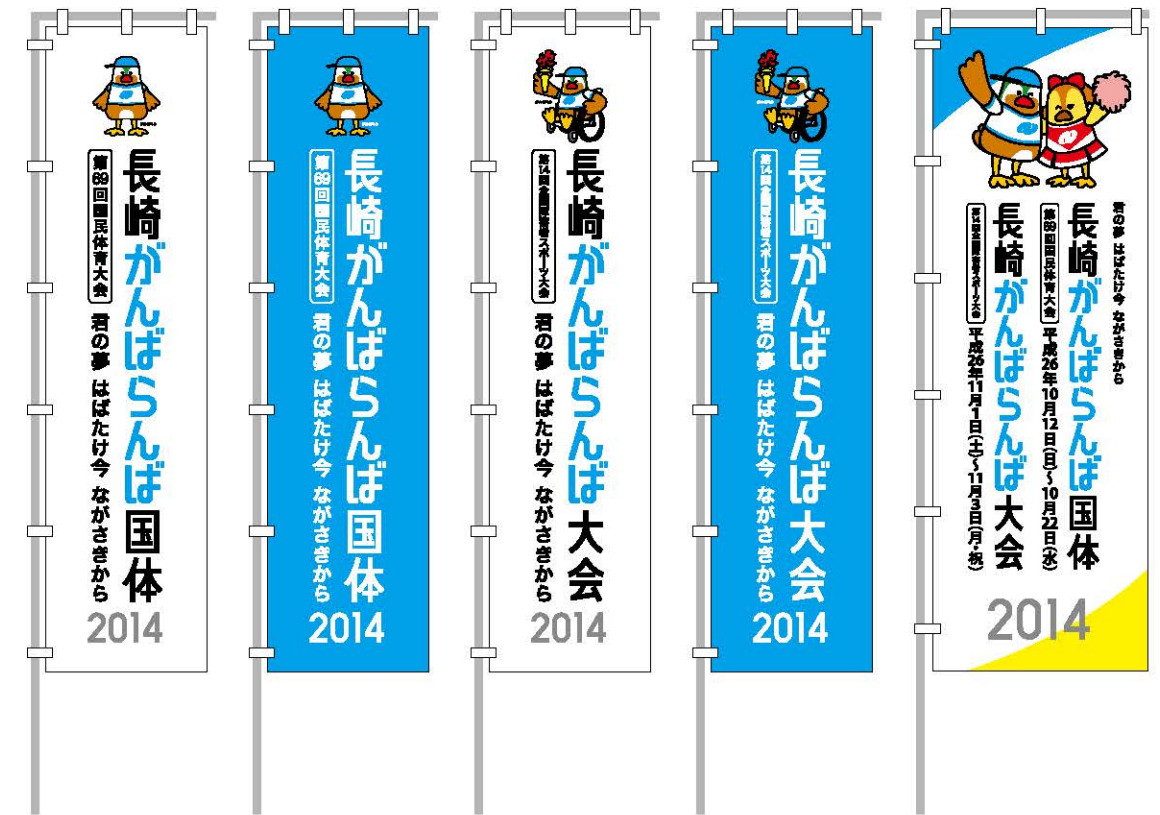 長崎がんばらんば国体
第69回国民体育大会
君の夢 はばたけ今 ながさきから
2014
長崎がんばらんば国体
第69回国民体育大会
君の夢 はばたけ今 ながさきから
2014
長崎がんばらんば大会
第14回全国障害者スポーツ大会
君の夢 はばたけ今 ながさきから
2014
長崎がんばらんば大会
第14回全国障害者スポーツ大会
君の夢 はばたけ今 ながさきから
2014
君の夢 はばたけ今 ながさきから
長崎がんばらんば国体
第69回国民体育大会 平成26年10月12日(日)~10月22日(水)
長崎がんばらんば大会
第14回全国障害者スポーツ大会 平成26年11月1日(土)~11月3日(月・祝)
2014